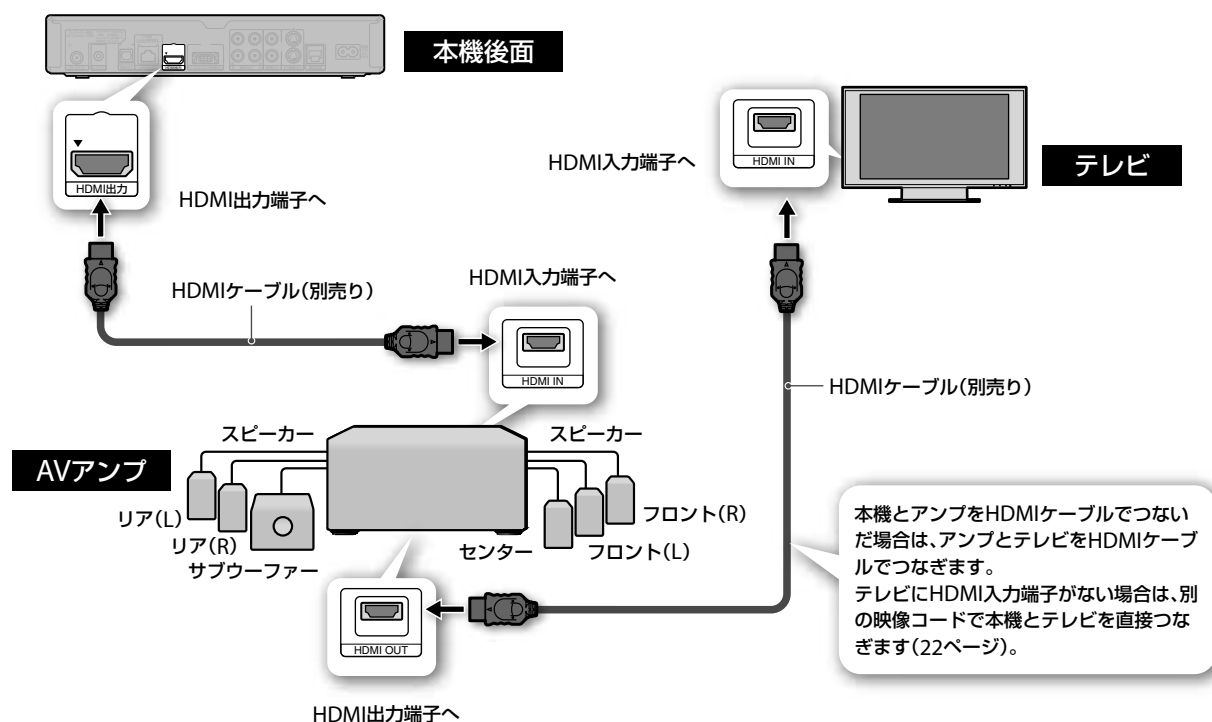 本機後面
HDMI出力
HDMI出力端子へ
HDMI入力端子へ
HDMI IN
テレビ
HDMIケーブル（別売り）
HDMI入力端子へ
HDMI IN
HDMIケーブル（別売り）
AVアンプ
スピーカー
スピーカー
リア（L）
リア（R）
サブウーファー
センター
フロント（L）
フロント（R）
HDMI OUT
HDMI出力端子へ
本機とアンプをHDMIケーブルでつない
だ場合は、アンプとテレビをHDMIケーブ
ルでつなぎます。
テレビにHDMI入力端子がない場合は、別
の映像コードで本機とテレビを直接つな
ぎます（22ページ）。